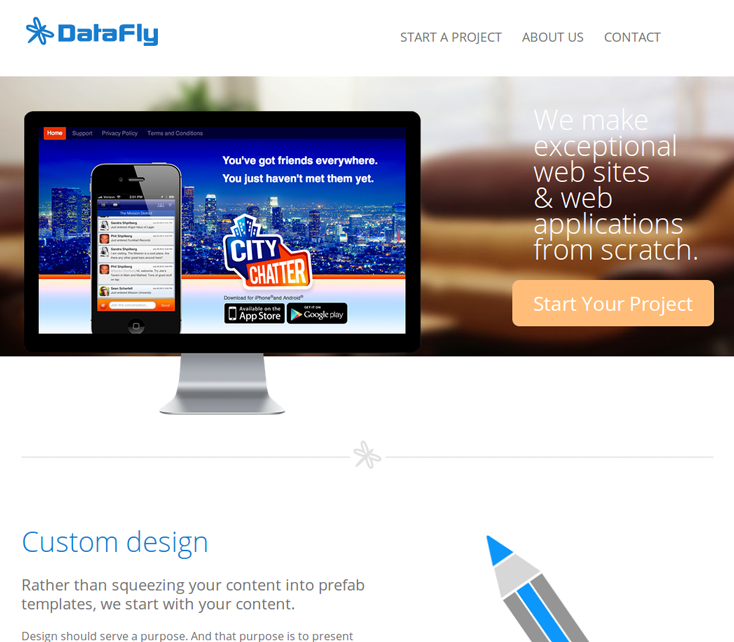 DataFly
START A PROJECT ABOUT US CONTACT
Home Support Privacy Policy Terms and Conditions
You've got friends everywhere.
You just haven't met them yet.
CITY
CHATTER
Download for iPhone® and Android®
Available on the
App Store
GET IT ON
Google play
We make
exceptional
web sites
& web
applications
from scratch.
Start Your Project
Custom design
Rather than squeezing your content into prefab
templates, we start with your content.
Design should serve a purpose. And that purpose is to present